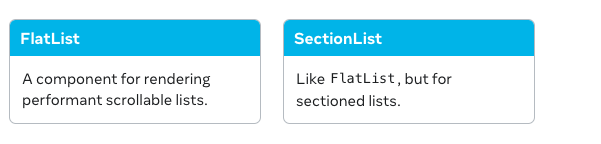 FlatList
A component for rendering
performant scrollable lists.
SectionList
Like FlatList, but for
sectioned lists.